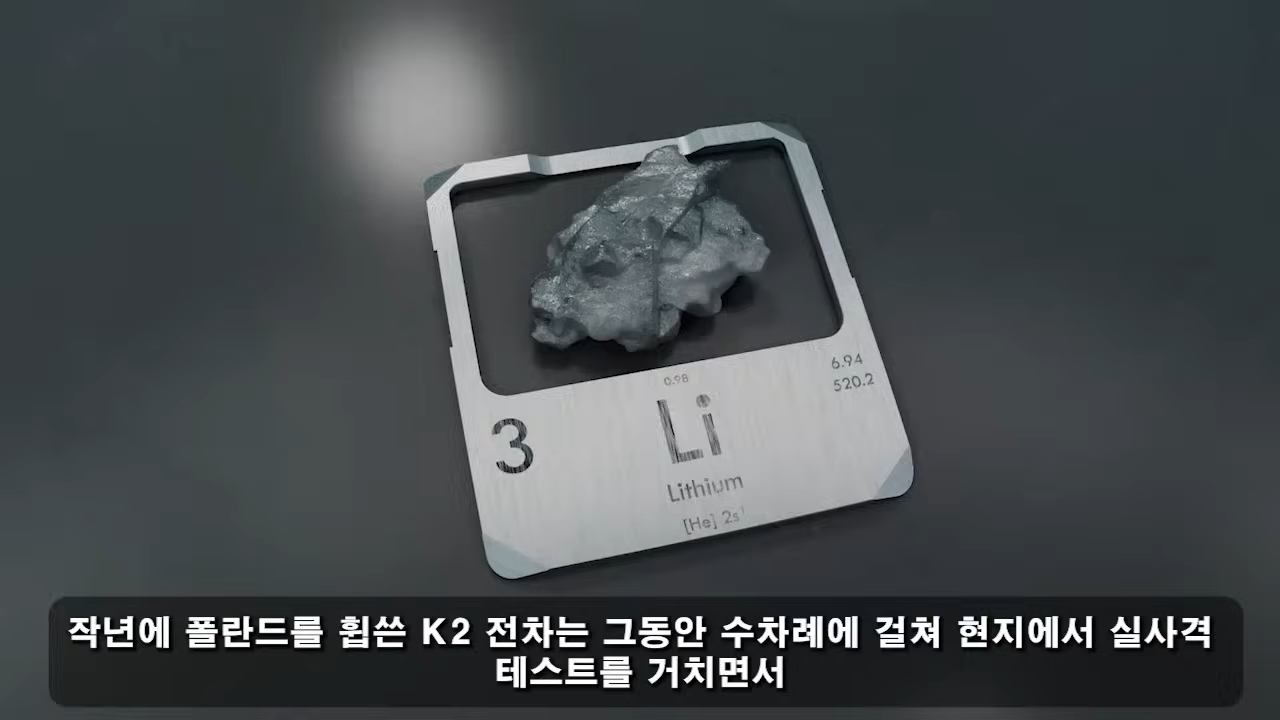 0.98
6.94
520.2
3
Li
Lithium
[He] 2s¹
작년에 폴란드를 휩쓴 K2 전차는 그동안 수차례에 걸쳐 현지에서 실사격
테스트를 거치면서